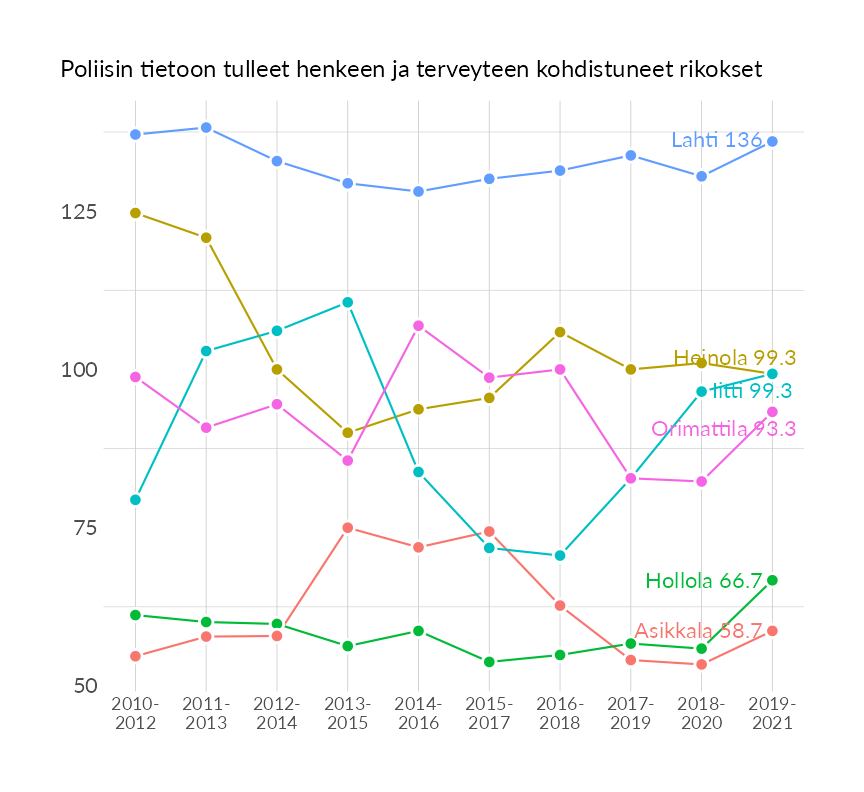 Poliisin tietoon tulleet henkeen ja terveyteen kohdistuneet rikokset
Lahti 136
125
Heinola 99.3
100
Iitti 99.3
Orimattila 93.3
75
Hollola 66.7
Asikkala 58.7
50
2010- 2011- 2012- 2013- 2014- 2015- 2016- 2017- 2018- 2019-
2012 2013 2014 2015 2016 2017 2018 2019 2020 2021